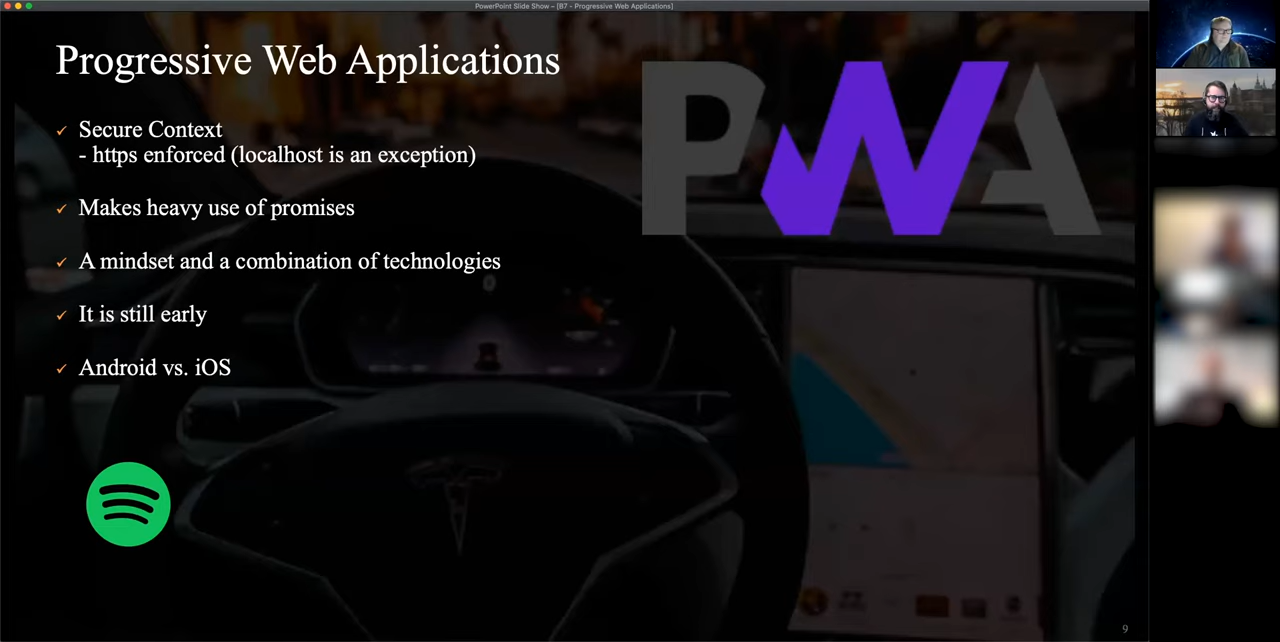 PowerPoint Slide Show – [B7 - Progressive Web Applications]
Progressive Web Applications
PWA
✓ Secure Context
- https enforced (localhost is an exception)
✓ Makes heavy use of promises
✓ A mindset and a combination of technologies
✓ It is still early
✓ Android vs. iOS
0
9